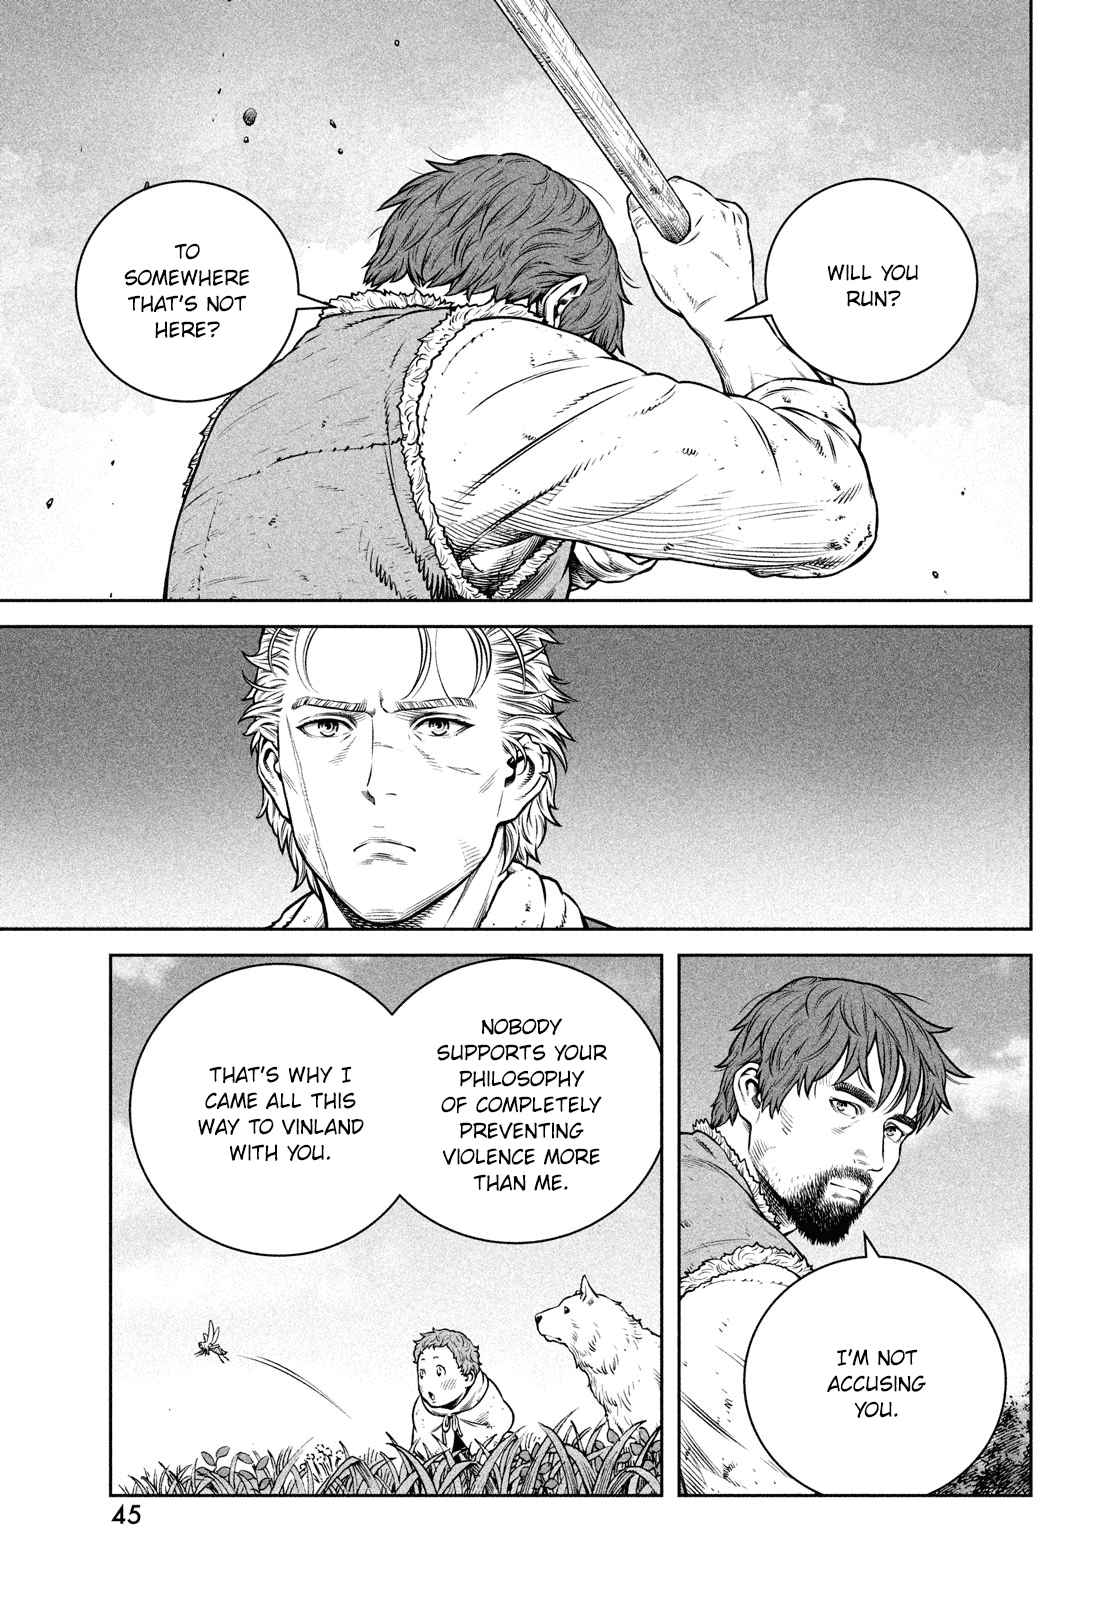 WILL YOU
RUN?
TO
SOMEWHERE
THAT'S NOT
HERE?
I'M NOT
ACCUSING
YOU.
NOBODY
SUPPORTS YOUR
PHILOSOPHY
OF COMPLETELY
PREVENTING
VIOLENCE MORE
THAN ME.
THAT'S WHY I
CAME ALL THIS
WAY TO VINLAND
WITH YOU.
45